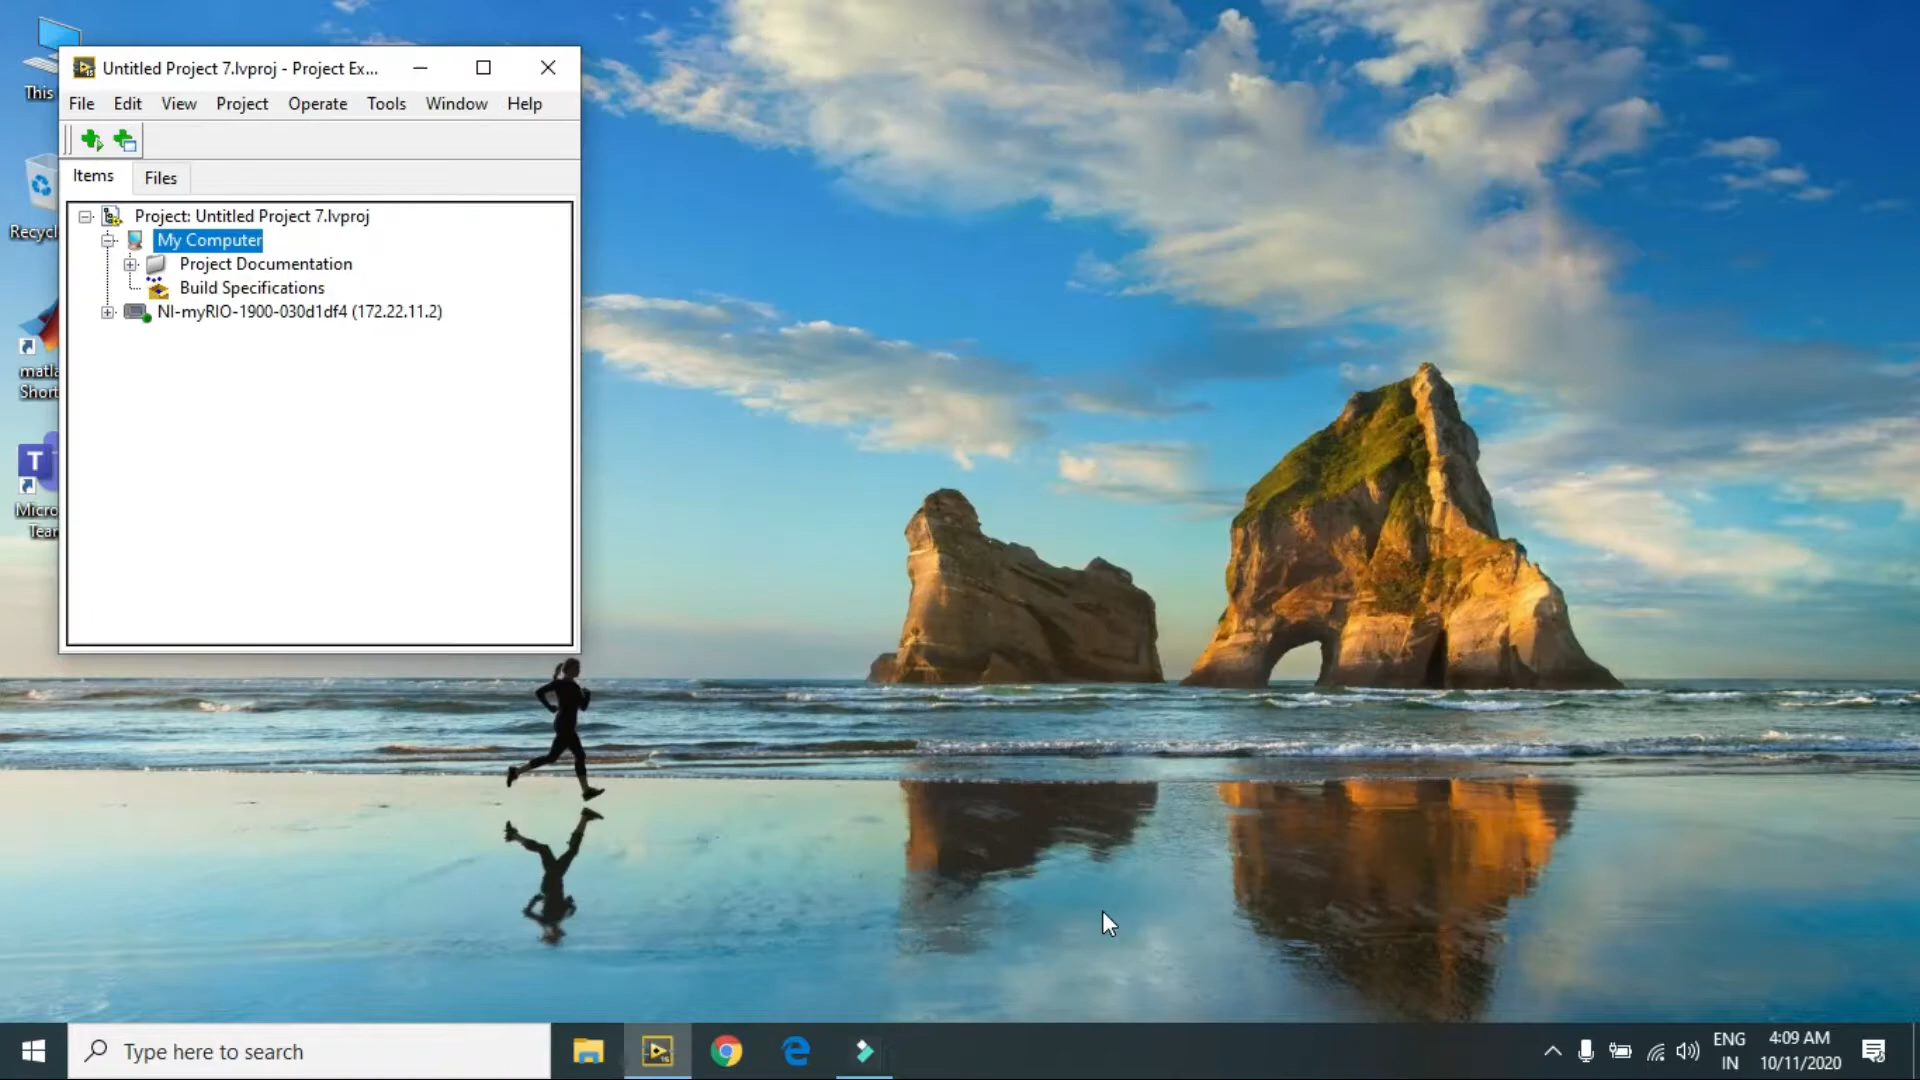 This
Untitled Project 7.lvproj - Project Ex...
File Edit View Project Operate Tools Window Help
Items Files
Project: Untitled Project 7.lvproj
My Computer
Project Documentation
Build Specifications
NI-myRIO-1900-030d1df4 (172.22.11.2)
Recycl
matla
Short
T
Micro
Tean
Type here to search
ENG
IN
4:09 AM
10/11/2020